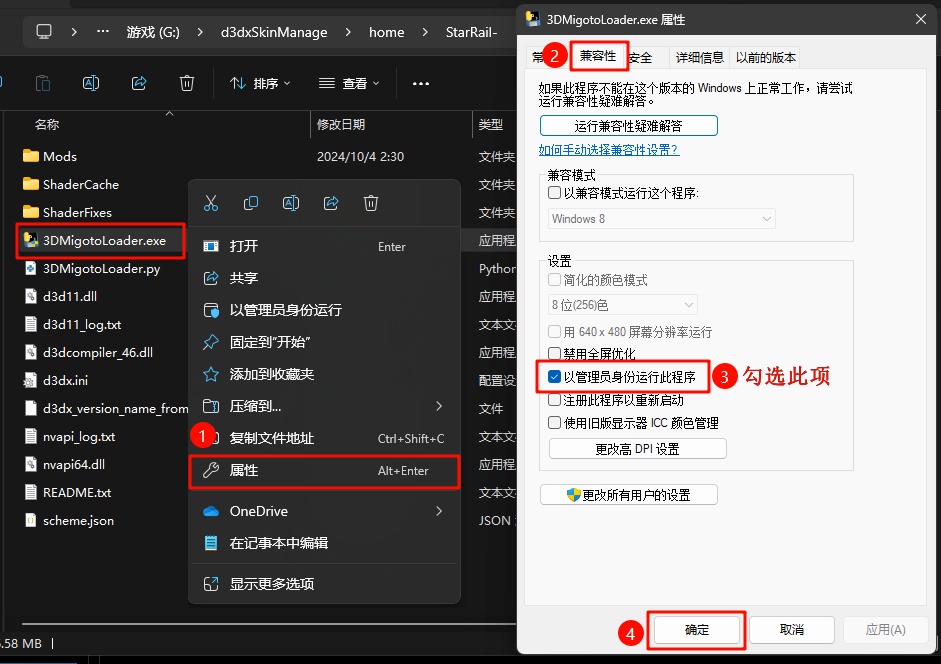 游戏 (G:) > d3dxSkinManage > home > StarRail-
排序
查看
名称
修改日期
类型
Mods
2024/10/4 2:30
文件夹
ShaderCache
文件夹
ShaderFixes
文件夹
3DMigotoLoader.exe
应用程
3DMigotoLoader.py
Python
d3d11.dll
应用程
d3d11_log.txt
文本文
d3dcompiler_46.dll
应用程
d3dx.ini
配置设
d3dx_version_name_from
文件
nvapi_log.txt
文本文
nvapi64.dll
应用程
README.txt
文本文
scheme.json
JSON
.58 MB
打开
Enter
共享
以管理员身份运行
固定到"开始"
添加到收藏夹
压缩到...
1
复制文件地址
Ctrl+Shift+C
属性
Alt+Enter
OneDrive
在记事本中编辑
显示更多选项
3DMigotoLoader.exe 属性
常
2
兼容性
安全
详细信息
以前的版本
如果此程序不能在这个版本的 Windows 上正常工作，请尝试
运行兼容性疑难解答。
运行兼容性疑难解答
如何手动选择兼容性设置?
兼容模式
以兼容模式运行这个程序:
Windows 8
设置
简化的颜色模式
8 位(256)色
用 640 x 480 屏幕分辨率运行
禁用全屏优化
以管理员身份运行此程序
3 勾选此项
注册此程序以重新启动
使用旧版显示器 ICC 颜色管理
更改高 DPI 设置
更改所有用户的设置
4
确定
取消
应用(A)